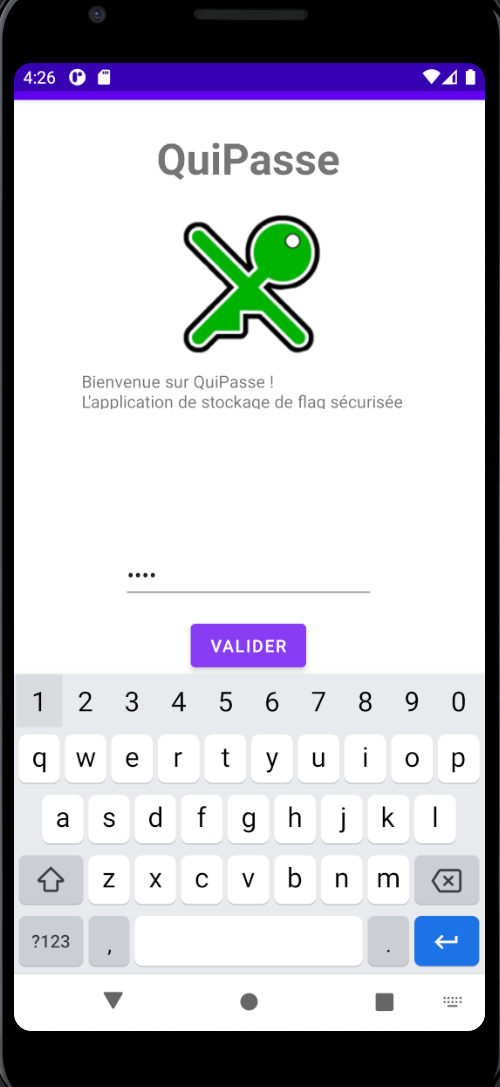 4:26
QuiPasse
Bienvenue sur QuiPasse !
L'application de stockage de flag sécurisée
••••
VALIDER
1 2 3 4 5 6 7 8 9 0
q w e r t y u i o p
a s d f g h j k l
z x c v b n m
?123 , .